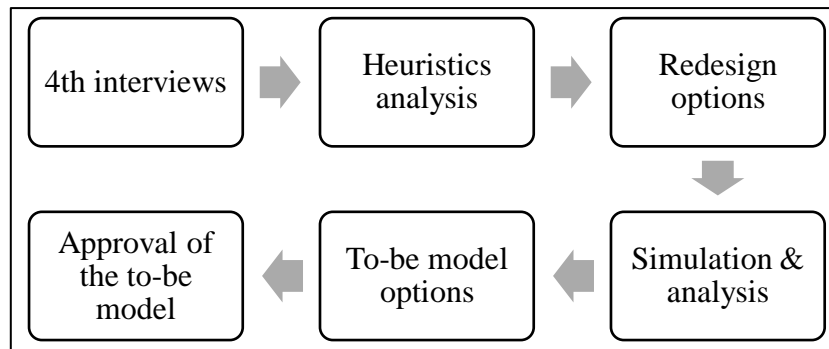 4th interviews
Heuristics
analysis
Redesign
options
Simulation &
analysis
To-be model
options
Approval of
the to-be
model